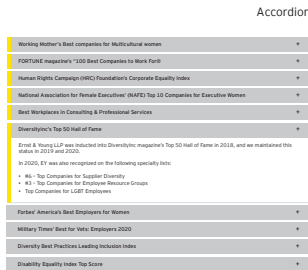 Accordion
Working Mother's Best companies for Multicultural women +
FORTUNE magazine's "100 Best Companies to Work For® +
Human Rights Campaign (HRC) Foundation's Corporate Equality Index +
National Association for Female Executives' (NAFE) Top 10 Companies for Executive Women +
Best Workplaces in Consulting & Professional Services +
DiversityInc's Top 50 Hall of Fame -
Ernst & Young LLP was inducted into DiversityInc magazine's Top 50 Hall of Fame in 2018, and we maintained this
status in 2019 and 2020.
In 2020, EY was also recognized on the following specialty lists:
• #6 - Top Companies for Supplier Diversity
• #3 - Top Companies for Employee Resource Groups
• Top Companies for LGBT Employees
Forbes' America's Best Employers for Women +
Military Times' Best for Vets: Employers 2020 +
Diversity Best Practices Leading Inclusion Index +
Disability Equality Index Top Score +